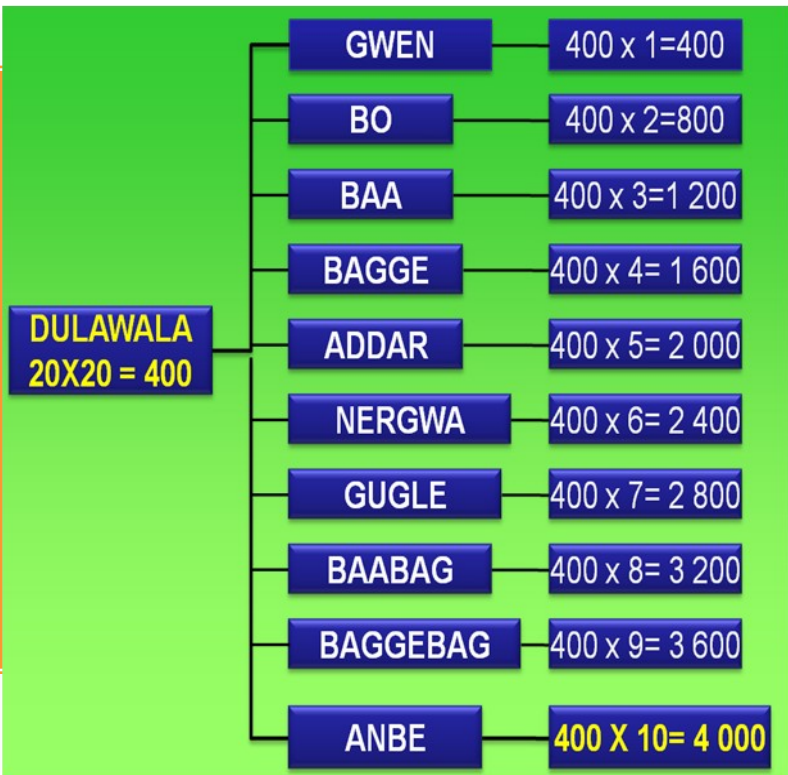 GWEN 400 x 1=400
BO 400 x 2=800
BAA 400 x 3=1 200
BAGGE 400 x 4= 1 600
DULAWALA
20X20 = 400
ADDAR 400 x 5= 2 000
NERGWA 400 x 6= 2 400
GUGLE 400 x 7= 2 800
BAABAG 400 x 8= 3 200
BAGGEBAG 400 x 9= 3 600
ANBE 400 X 10= 4 000